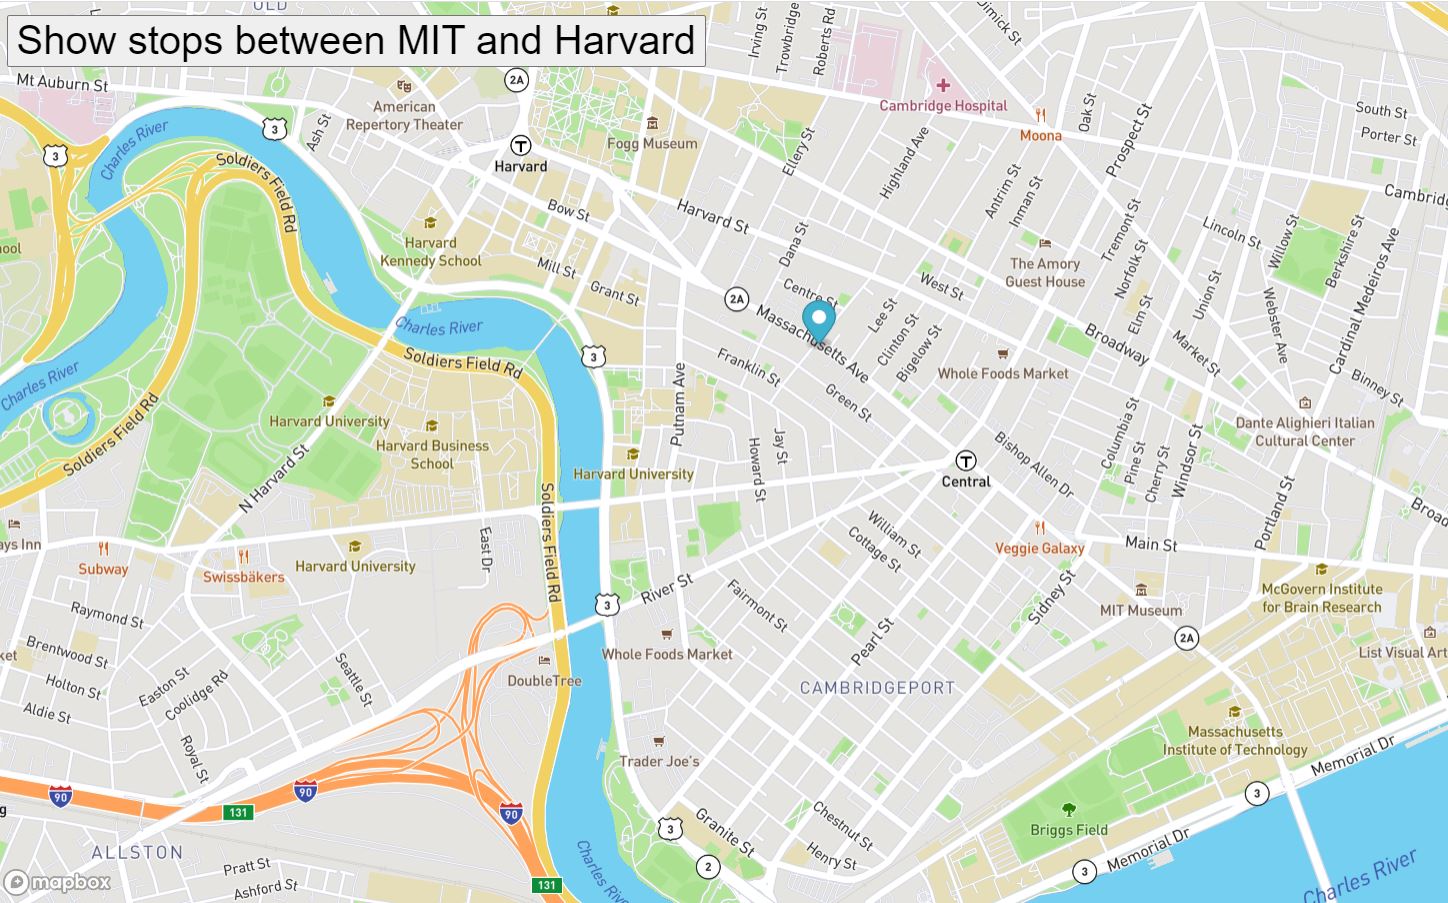 OLD
Show stops between MIT and Harvard
Irving St
Trowbridge
Roberts Rd
Dimick St
Mt Auburn St
American
Repertory Theater
2A
3
Ash St
3
Charles River
Soldiers Field Rd
Harvard
Fogg Museum
Cambridge Hospital
Moona
Oak St
Prospect St
South St
Porter St
Ellery St
Highland Ave
Antrim St
Inman St
Cambridg
Harvard
Kennedy School
Bow St
Harvard St
Mill St
Grant St
Dana St
Centre St
2A
Massachusetts Ave
Lee St
Clinton St
Bigelow St
West St
The Amory
Guest House
Tremont St
Norfolk St
Lincoln St
Willow St
Berkshire St
Cardinal Medeiros Ave
Elm St
Union St
Webster Ave
Broadway
Market St
Binney St
ool
Charles River
Charles River
Soldiers Field Rd
3
Putnam Ave
Franklin St
Green St
Whole Foods Market
Dante Alighieri Italian
Cultural Center
Soldiers Field Rd
Harvard University
Harvard Business
School
N Harvard St
Harvard University
Howard St
Jay St
Central
Bishop Allen Dr
Columbia St
Pine St
Cherry St
Windsor St
Portland St
Broad
ays Inn
Subway
Swissbäkers
Harvard University
East Dr
Soldiers Field Rd
William St
Cottage St
Veggie Galaxy
Main St
McGovern Institute
for Brain Research
River St
3
Fairmont St
Sidney St
MIT Museum
2A
List Visual Art
Raymond St
Brentwood St
ket
Holton St
Aldie St
Easton St
Coolidge Rd
Seattle St
Royal St
Whole Foods Market
DoubleTree
Pearl St
CAMBRIDGEPORT
Massachusetts
Institute of Technology
Memorial Dr
Trader Joe's
90
131
90
90
g
3
Granite St
Chestnut St
Henry St
2
Briggs Field
Memorial Dr
3
3
ALLSTON
Pratt St
Ashford St
131
Charles River
Charles River
mapbox